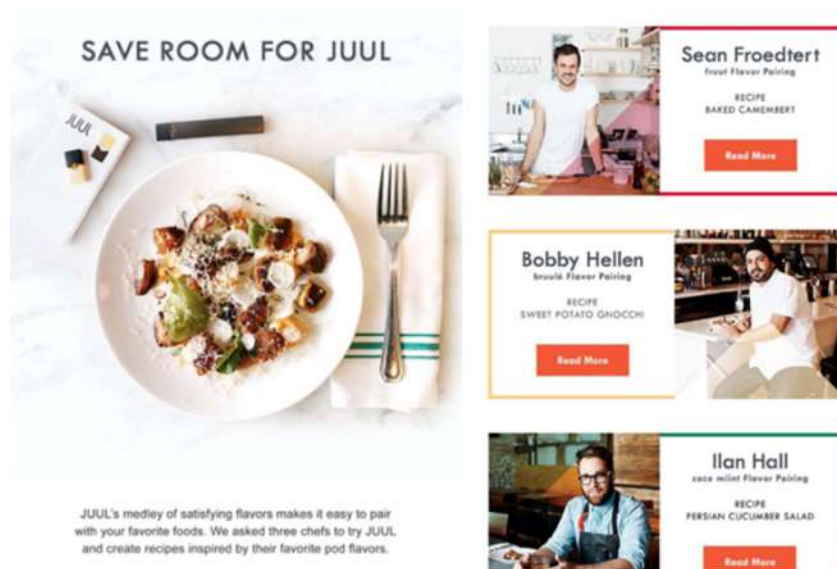 SAVE ROOM FOR JUUL
JUUL
JUUL's medley of satisfying flavors makes it easy to pair
with your favorite foods. We asked three chefs to try JUUL
and create recipes inspired by their favorite pod flavors.
Sean Froedtert
fruut Flavor Pairing
RECIPE
BAKED CAMEMBERT
Read More
Bobby Hellen
bruulé Flavor Pairing
RECIPE
SWEET POTATO GNOCCHI
Read More
Ilan Hall
coco miint Flavor Pairing
RECIPE
PERSIAN CUCUMBER SALAD
Read More